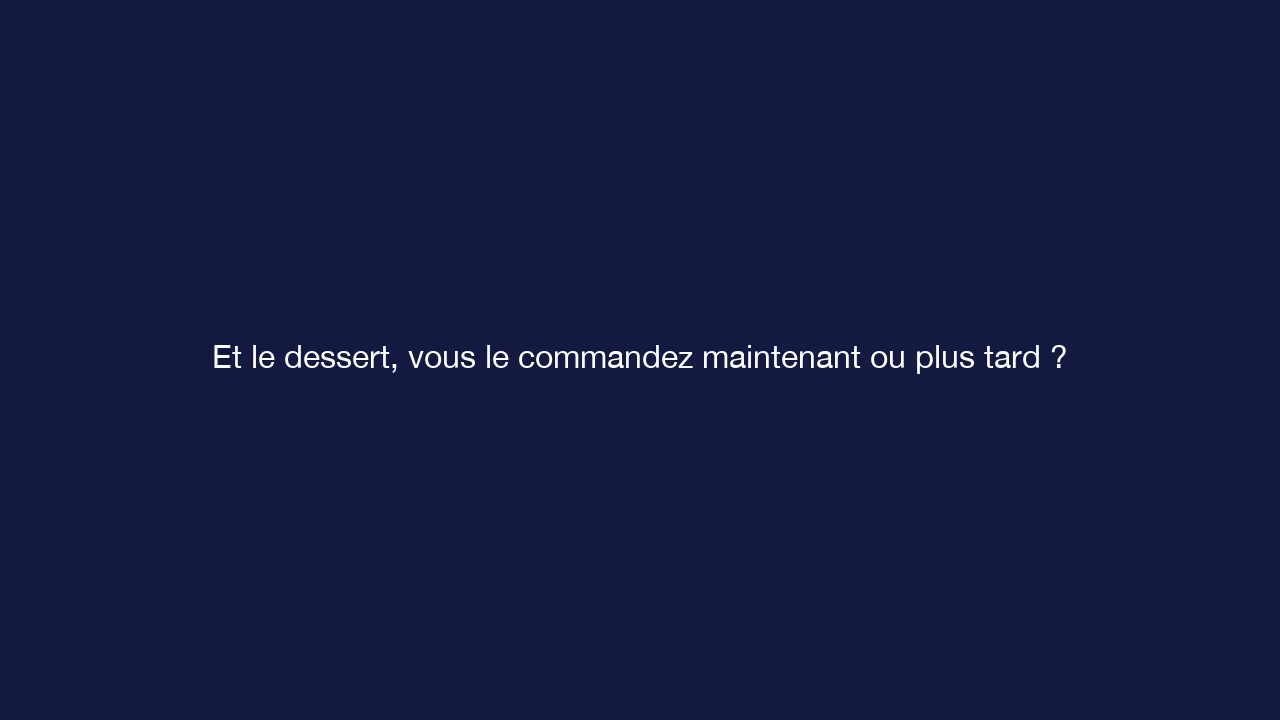 Et le dessert, vous le commandez maintenant ou plus tard ?